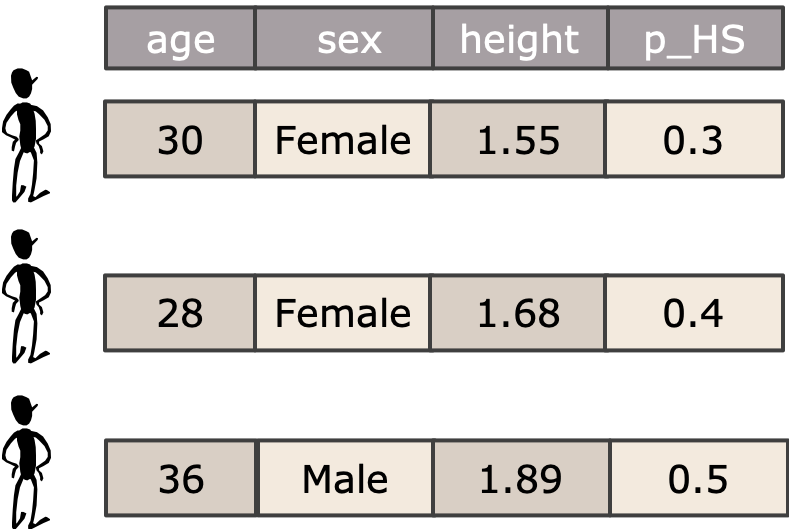 age sex height p_HS
30 Female 1.55 0.3
28 Female 1.68 0.4
36 Male 1.89 0.5